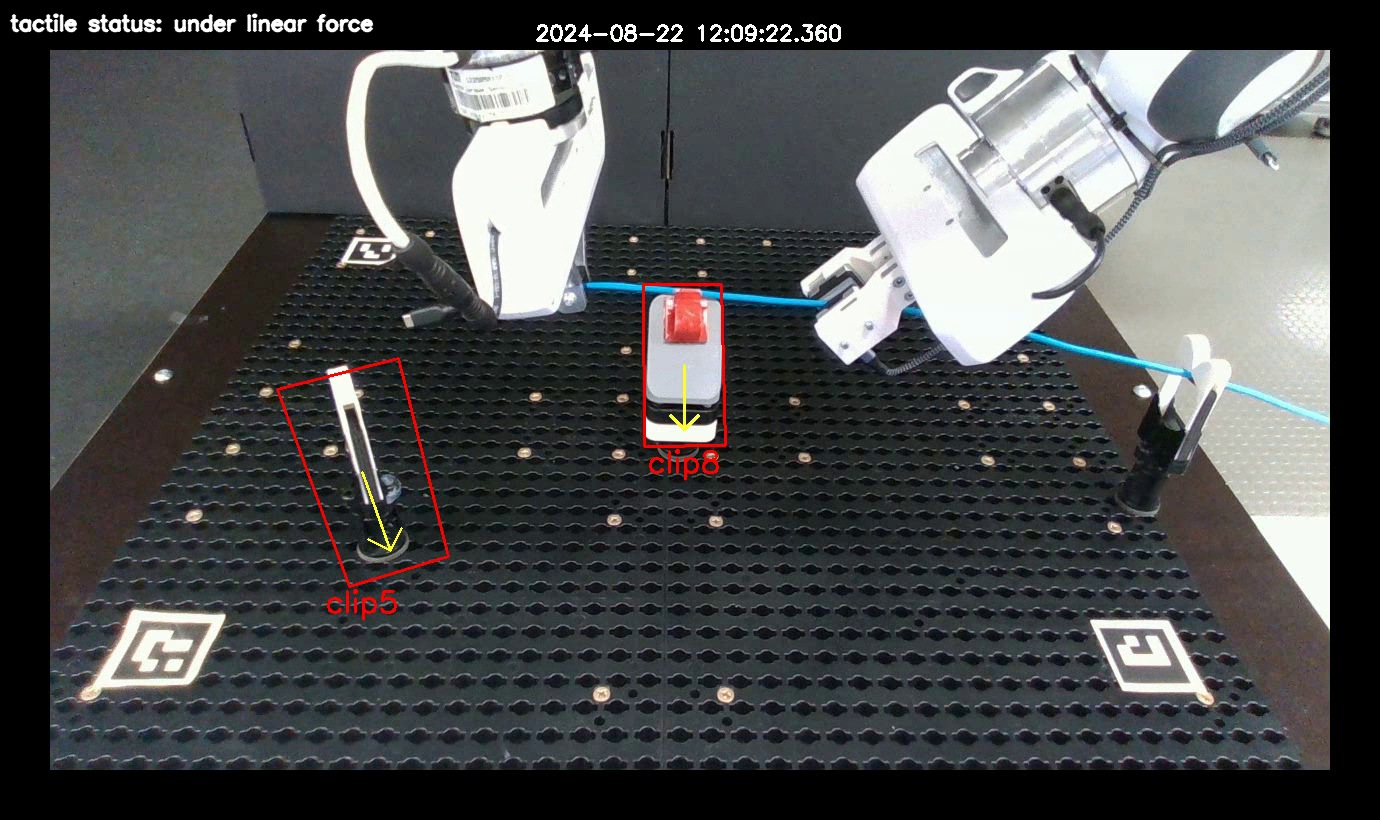 tactile status: under linear force
2024-08-22 12:09:22.360
clip8
clip5